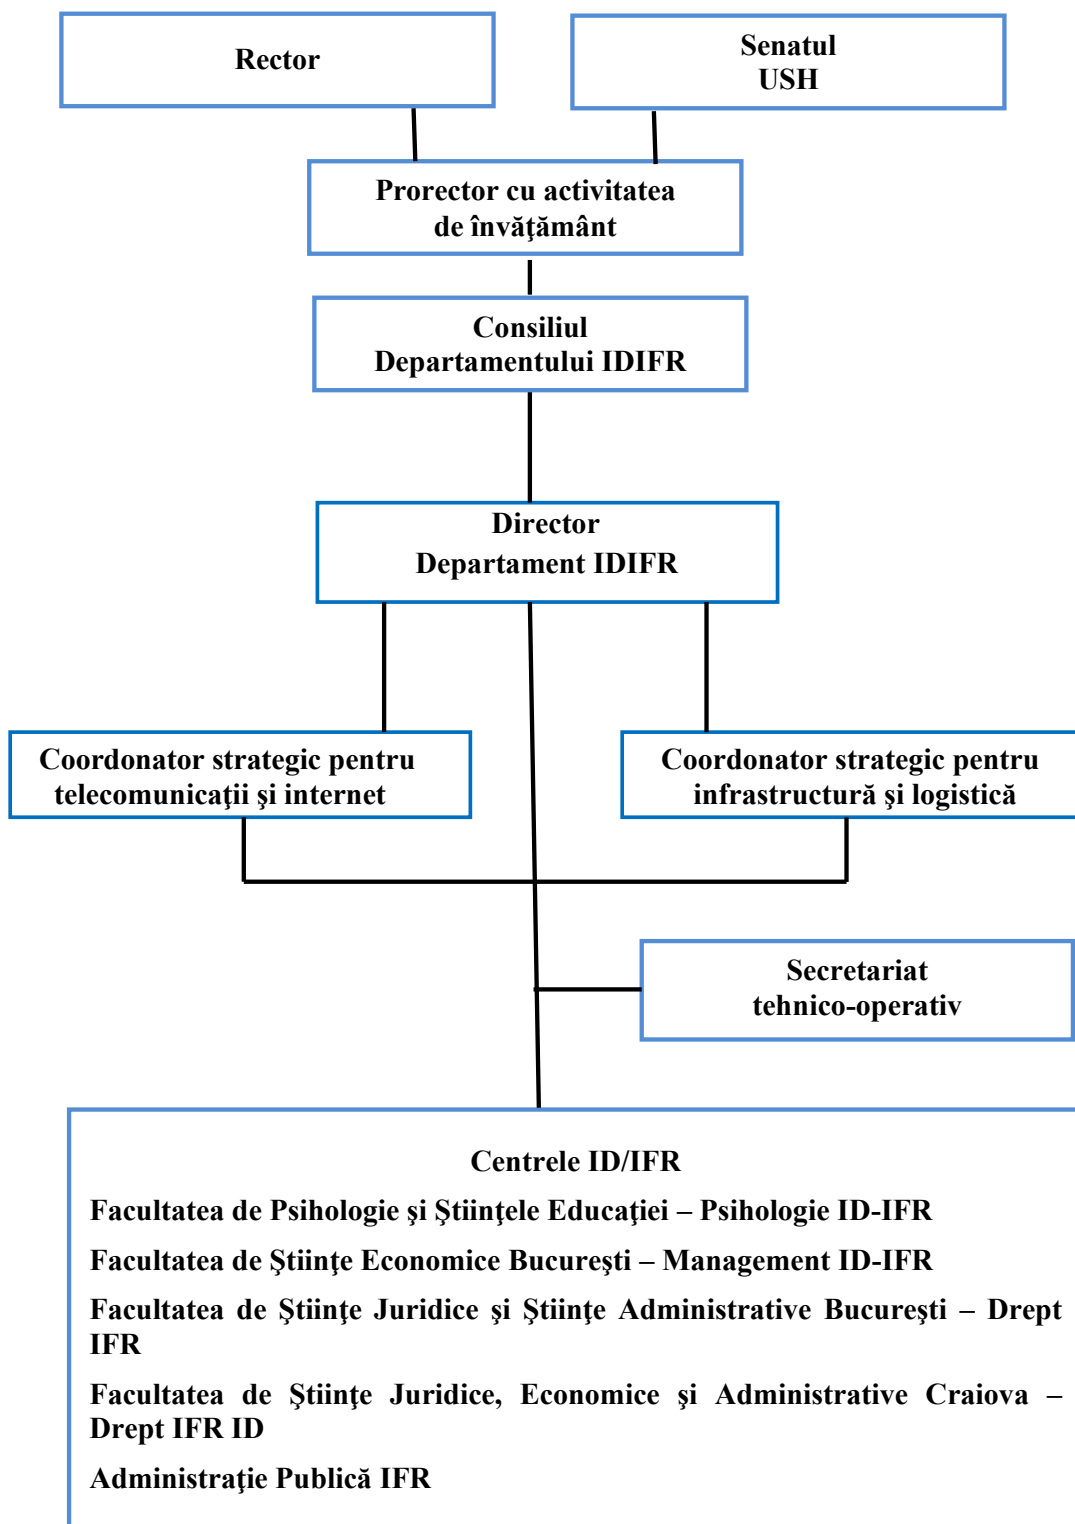 Rector
Senatul
USH
Prorector cu activitatea
de învăţământ
Consiliul
Departamentului IDIFR
Director
Departament IDIFR
Coordonator strategic pentru
telecomunicaţii şi internet
Coordonator strategic pentru
infrastructură şi logistică
Secretariat
tehnico-operativ
Centrele ID/IFR
Facultatea de Psihologie şi Ştiinţele Educaţiei – Psihologie ID-IFR
Facultatea de Ştiinţe Economice Bucureşti – Management ID-IFR
Facultatea de Ştiinţe Juridice şi Ştiinţe Administrative Bucureşti – Drept
IFR
Facultatea de Ştiinţe Juridice, Economice şi Administrative Craiova –
Drept IFR ID
Administraţie Publică IFR